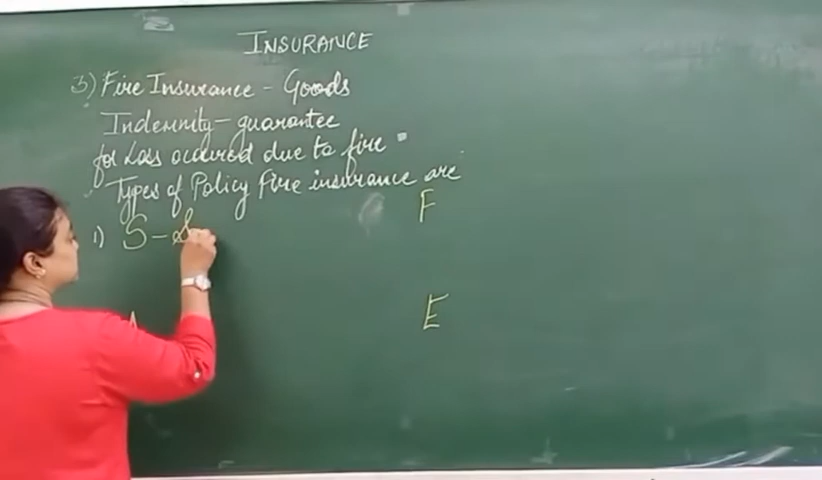 INSURANCE
3) Fire Insurance - Goods
Indemnity - guarantee
for Loss occured due to fire
Types of Policy fire insurance are
F
1) S - S
E